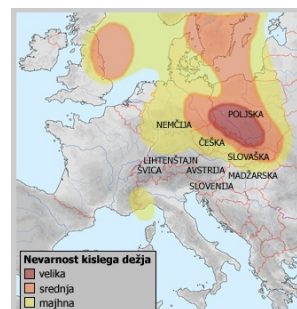 POLJSKA
NEMČIJA
ČEŠKA
SLOVAŠKA
LIHTENŠTAJN
ŠVICA
AVSTRIJA
MADŽARSKA
SLOVENIJA
Nevarnost kislega dežja
velika
srednja
majhna